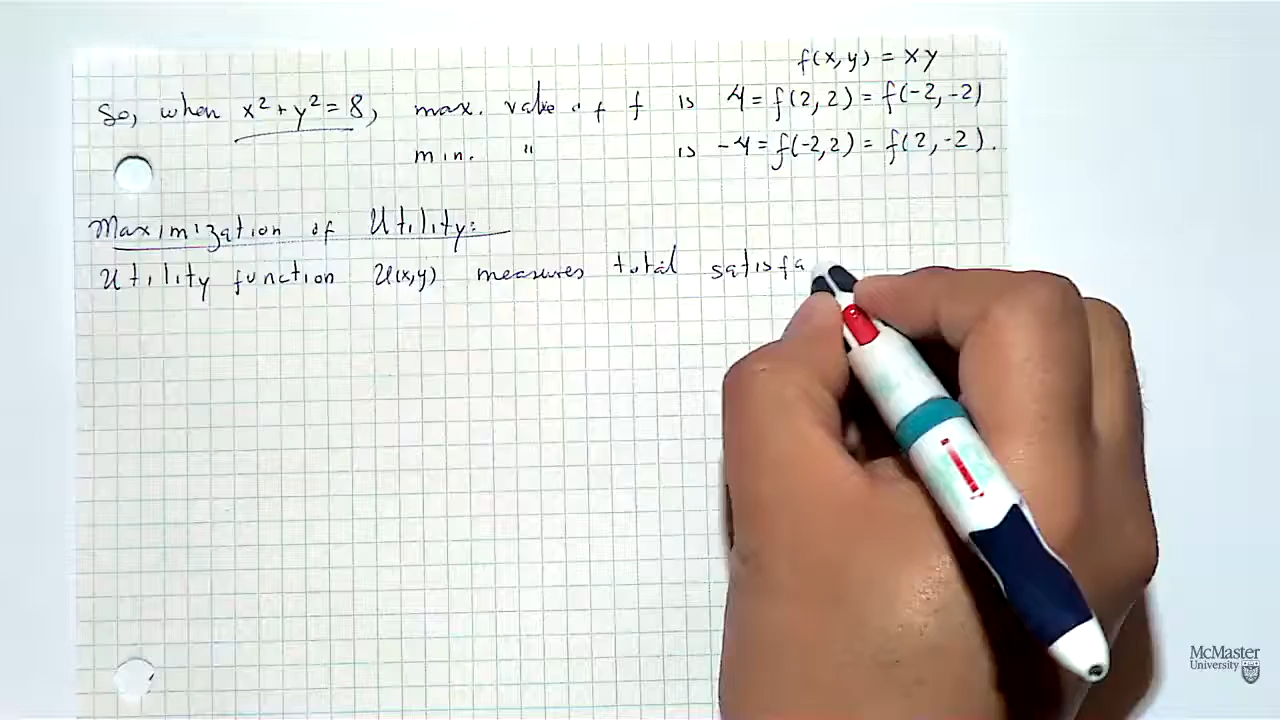 f(x,y) = xy
So, when x² + y² = 8, max. value of f is 4 = f(2, 2) = f(-2, -2)
min. " is -4 = f(-2, 2) = f(2, -2).
Maximization of Utility:
Utility function U(x,y) measures total satisfa
McMaster
University